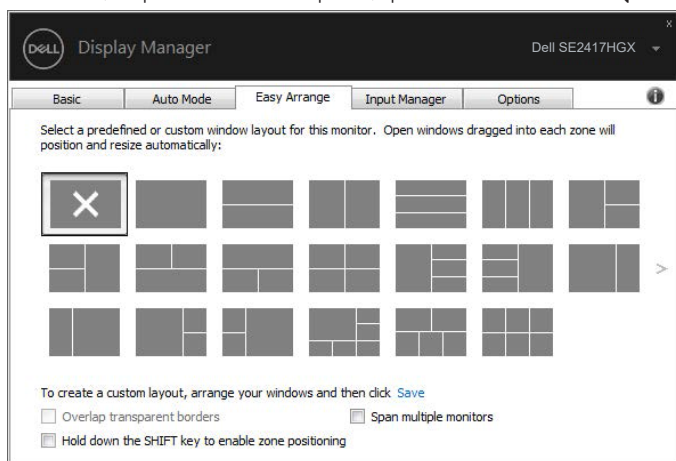 DELL Display Manager
x
Dell SE2417HGX
Basic Auto Mode Easy Arrange Input Manager Options
Select a predefined or custom window layout for this monitor. Open windows dragged into each zone will
position and resize automatically:
>
To create a custom layout, arrange your windows and then click Save
Overlap transparent borders Span multiple monitors
Hold down the SHIFT key to enable zone positioning